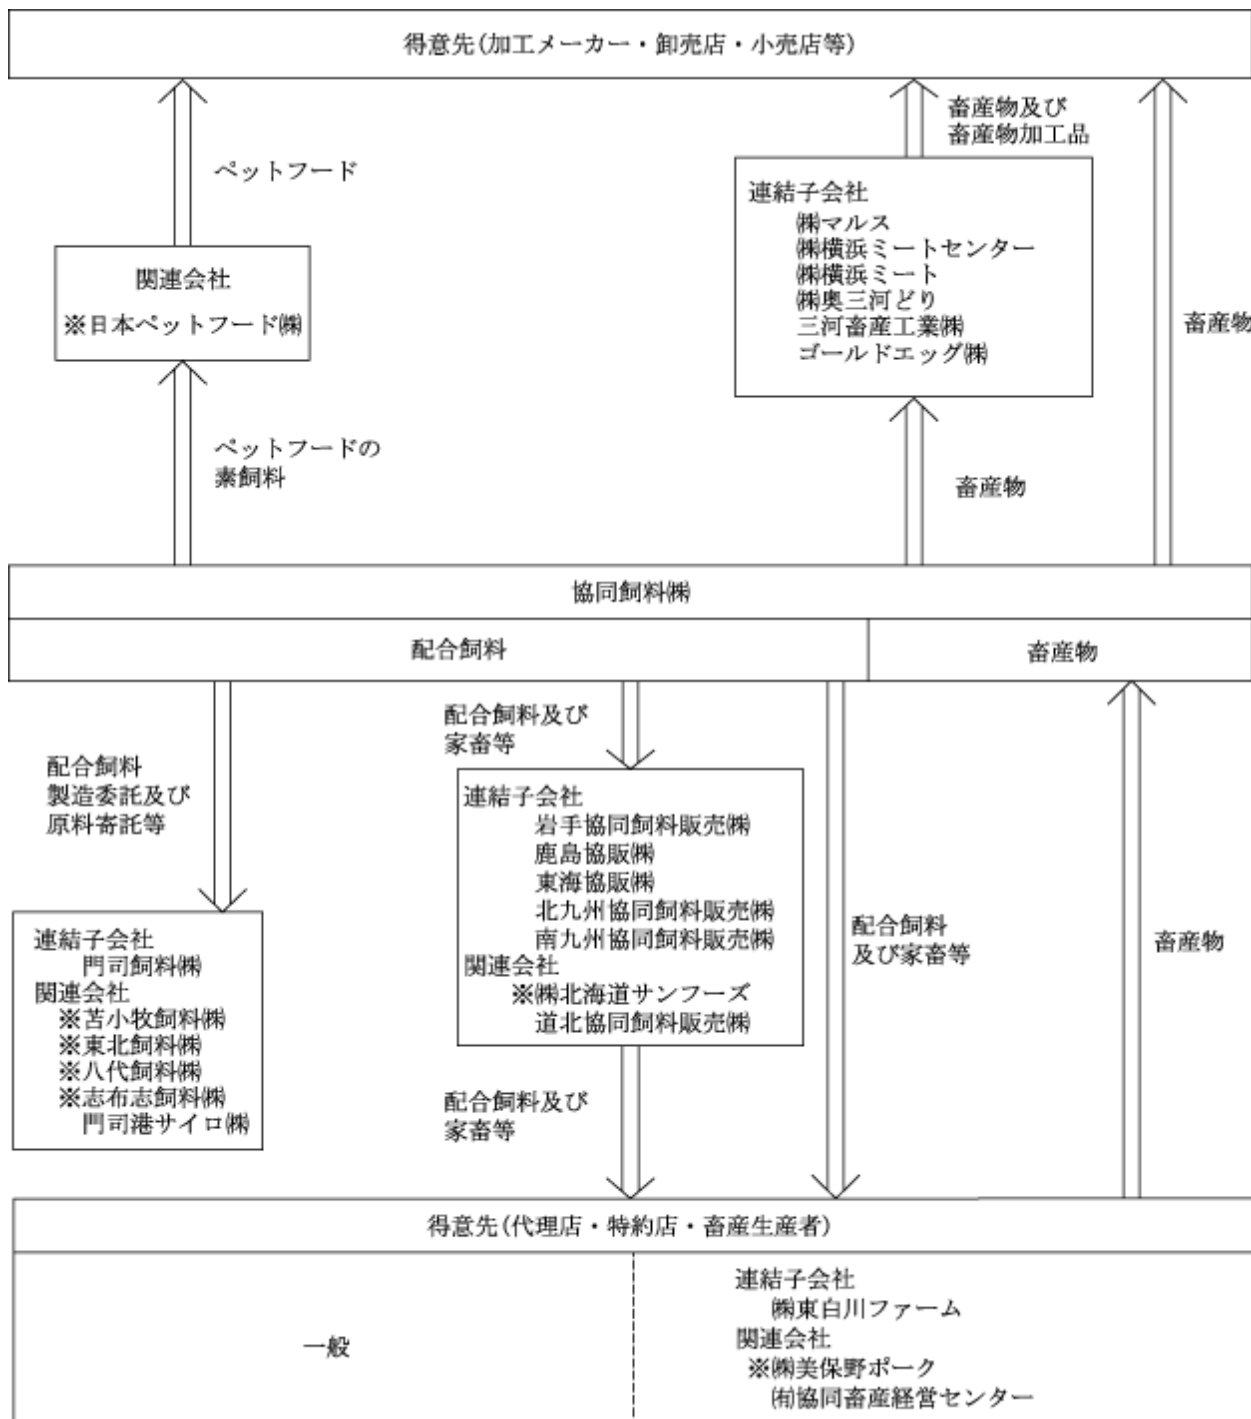 得意先(加工メーカー・卸売店・小売店等)
畜産物及び
畜産物加工品
ペットフード
連結子会社
㈱マルス
㈱横浜ミートセンター
㈱横浜ミート
㈱奥三河どり
三河畜産工業㈱
ゴールドエッグ㈱
関連会社
※日本ペットフード㈱
畜産物
ペットフードの
素飼料
畜産物
協同飼料㈱
配合飼料
畜産物
配合飼料及び
家畜等
配合飼料
製造委託及び
原料寄託等
連結子会社
岩手協同飼料販売㈱
鹿島協販㈱
東海協販㈱
北九州協同飼料販売㈱
南九州協同飼料販売㈱
関連会社
※㈱北海道サンフーズ
道北協同飼料販売㈱
配合飼料
及び家畜等
畜産物
連結子会社
門司飼料㈱
関連会社
※苫小牧飼料㈱
※東北飼料㈱
※八代飼料㈱
※志布志飼料㈱
門司港サイロ㈱
配合飼料及び
家畜等
得意先(代理店・特約店・畜産生産者)
一般
連結子会社
㈱東白川ファーム
関連会社
※㈱美保野ポーク
㈲協同畜産経営センター